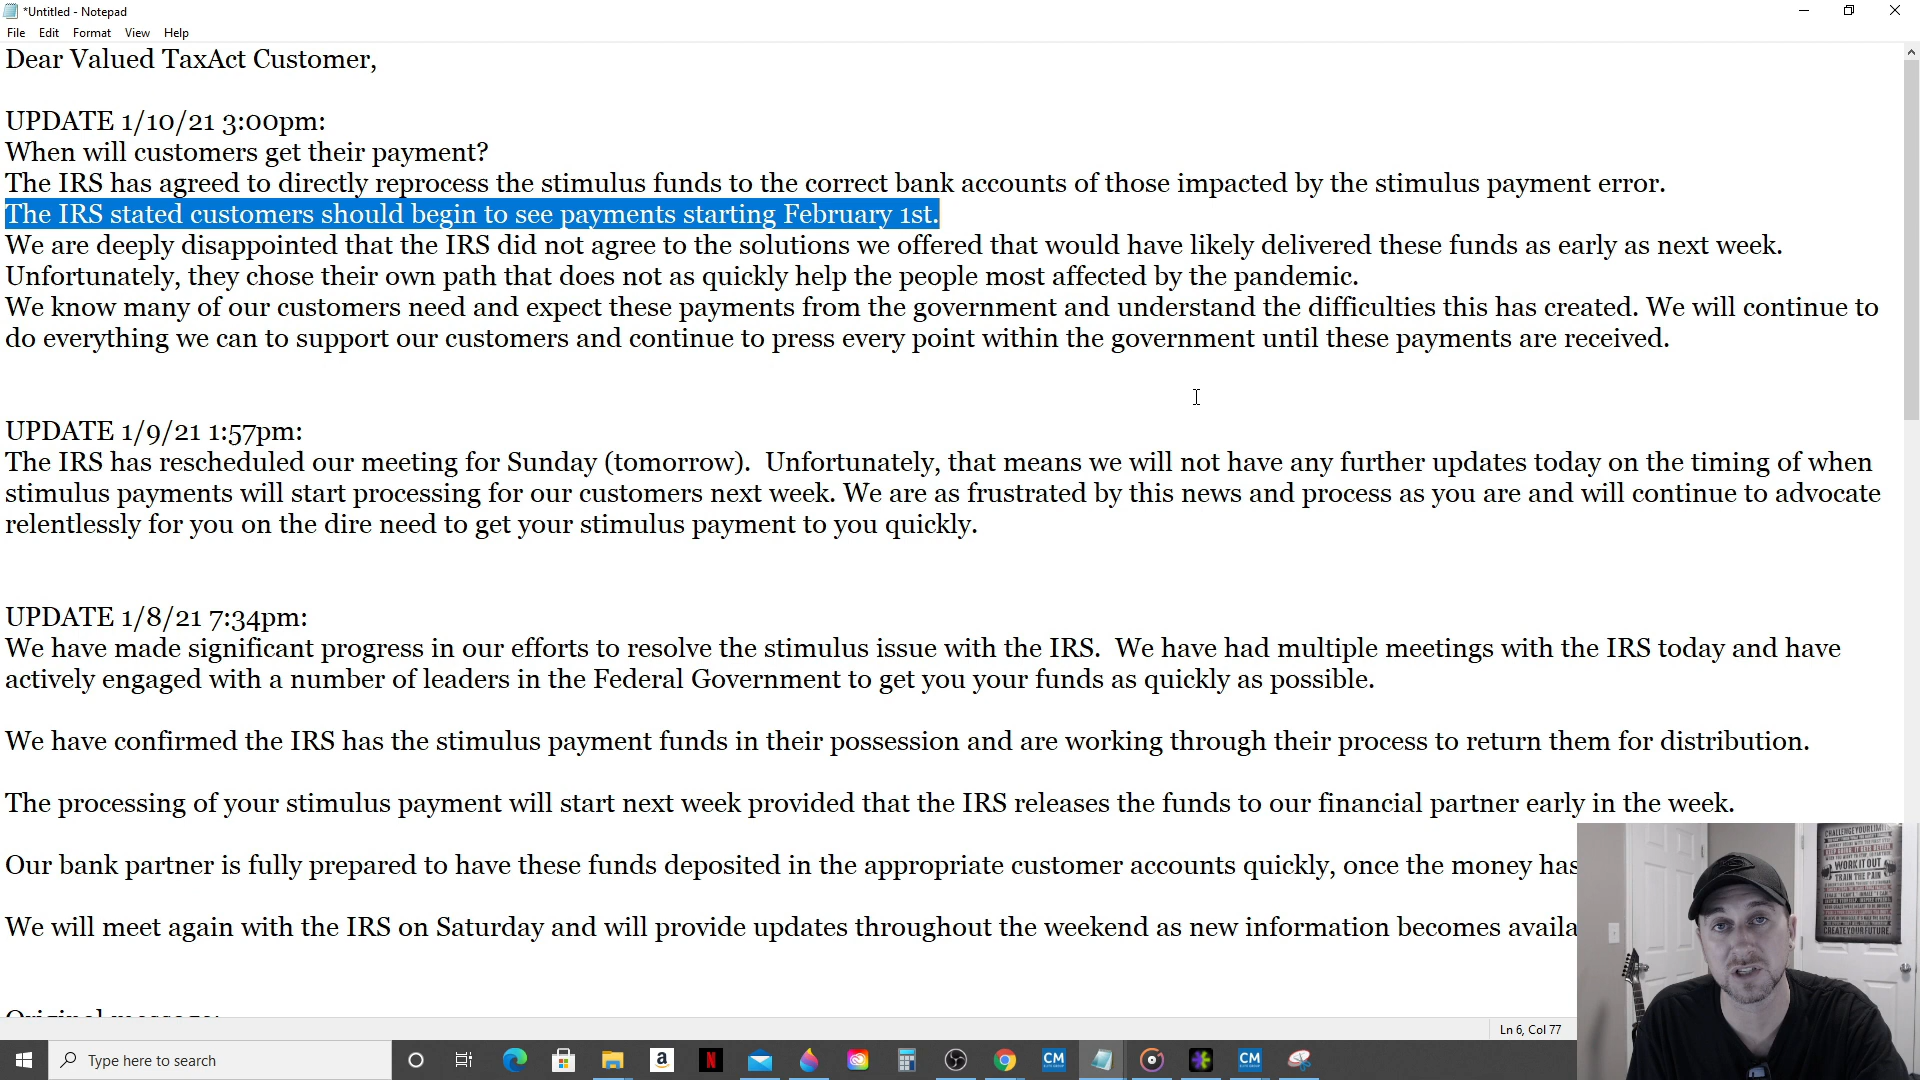 *Untitled - Notepad
File Edit Format View Help
Dear Valued TaxAct Customer,
UPDATE 1/10/21 3:00pm:
When will customers get their payment?
The IRS has agreed to directly reprocess the stimulus funds to the correct bank accounts of those impacted by the stimulus payment error.
The IRS stated customers should begin to see payments starting February 1st.
We are deeply disappointed that the IRS did not agree to the solutions we offered that would have likely delivered these funds as early as next week.
Unfortunately, they chose their own path that does not as quickly help the people most affected by the pandemic.
We know many of our customers need and expect these payments from the government and understand the difficulties this has created. We will continue to
do everything we can to support our customers and continue to press every point within the government until these payments are received.
UPDATE 1/9/21 1:57pm:
The IRS has rescheduled our meeting for Sunday (tomorrow).  Unfortunately, that means we will not have any further updates today on the timing of when
stimulus payments will start processing for our customers next week. We are as frustrated by this news and process as you are and will continue to advocate
relentlessly for you on the dire need to get your stimulus payment to you quickly.
UPDATE 1/8/21 7:34pm:
We have made significant progress in our efforts to resolve the stimulus issue with the IRS.  We have had multiple meetings with the IRS today and have
actively engaged with a number of leaders in the Federal Government to get you your funds as quickly as possible.
We have confirmed the IRS has the stimulus payment funds in their possession and are working through their process to return them for distribution.
The processing of your stimulus payment will start next week provided that the IRS releases the funds to our financial partner early in the week.
Our bank partner is fully prepared to have these funds deposited in the appropriate customer accounts quickly, once the money has
We will meet again with the IRS on Saturday and will provide updates throughout the weekend as new information becomes availa
Original message:
CHALLENGE YOUR LIMI
WORK IT OUT
TRAIN THE PAIN
CREATE YOUR FUTURE
Ln 6, Col 77
Type here to search
a
N
CM
CM